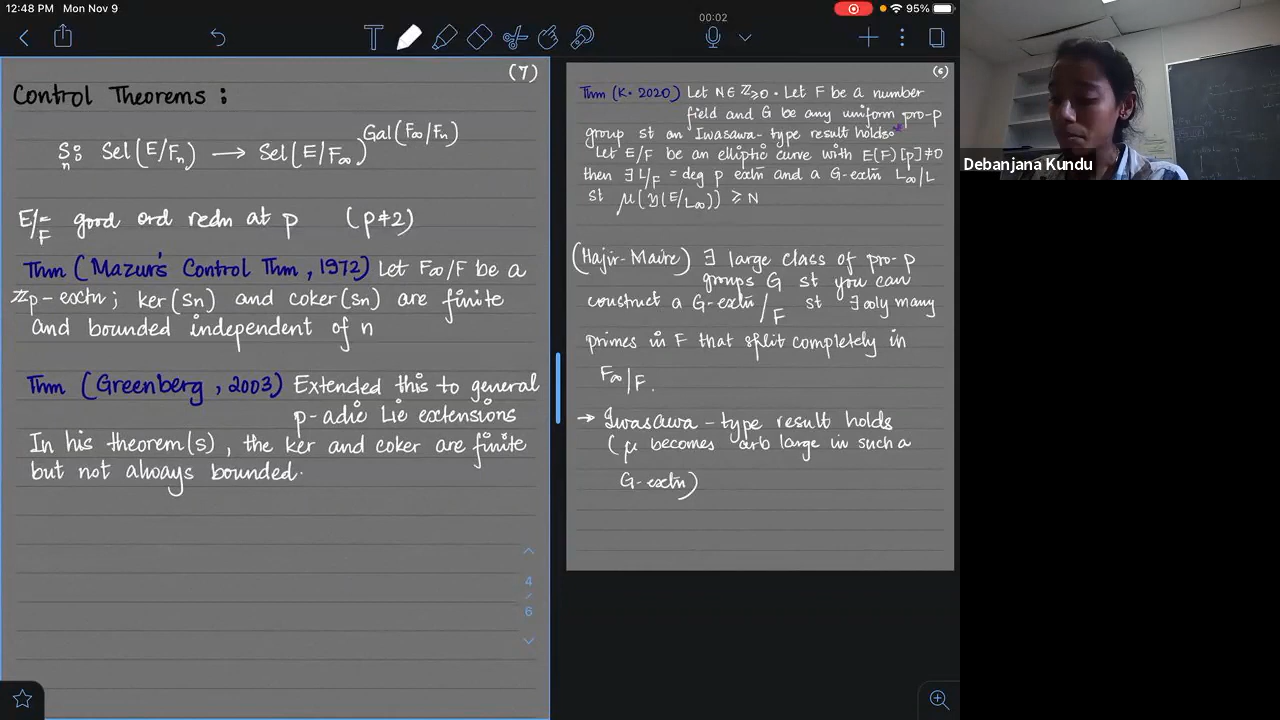 12:48 PM Mon Nov 9
00:02
95%
(7)
Control Theorems :
Sn : Sel(E/Fn) → Sel(E/F∞)^Gal(F∞/Fn)
E/F = good ord redn at p (p≠2)
Thm (Mazur's Control Thm, 1972) Let F∞/F be a
ℤp-extn; ker(sn) and coker(sn) are finite
and bounded independent of n
Thm (Greenberg, 2003) Extended this to general
p-adic Lie extensions
In his theorem(s), the ker and coker are finite
but not always bounded.
4
6
(6)
Thm (K. 2020) Let N ∈ ℤ≥0. Let F be a number
field and G be any uniform pro-p
group st an Iwasawa-type result holds.
Let E/F be an elliptic curve with E(F)[p]≠0
then ∃ L/F = deg p extn and a G-extn L∞/L
st μ(Y(E/L∞)) ≥ N
(Hajir-Maire) ∃ large class of pro-p
groups G st you can
construct a G-extn/F st ∃ ∞ly many
primes in F that split completely in
F∞/F.
→ Iwasawa-type result holds
(μ becomes arb large in such a
G-extn)
Debanjana Kundu